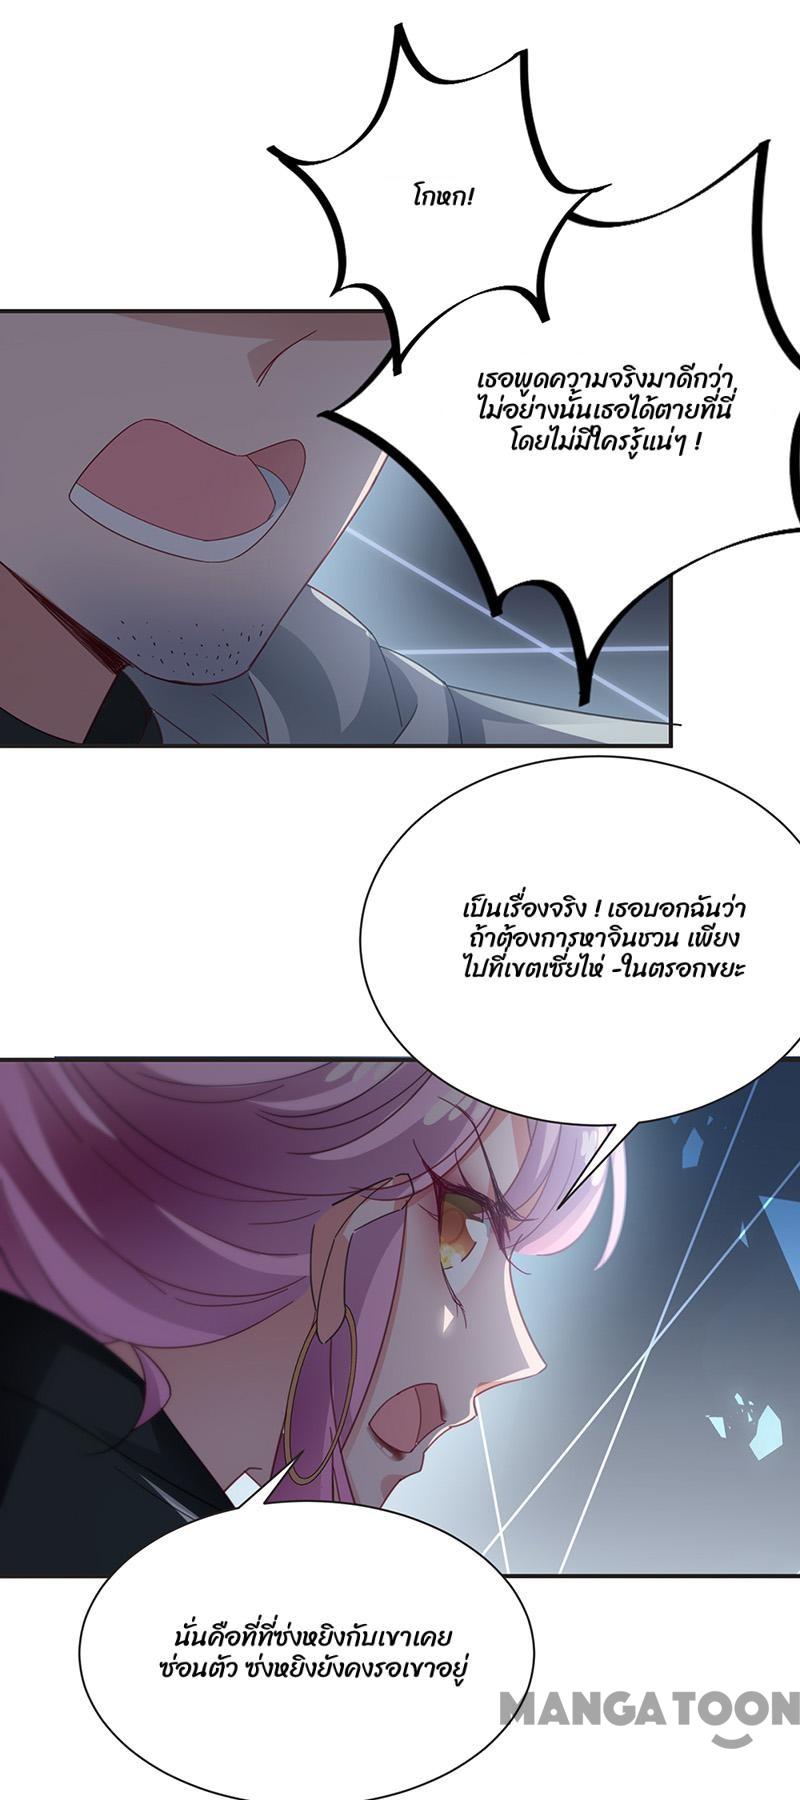 โกหก!
เธอพูดความจริงมาดีกว่า
ไม่อย่างนั้นเธอได้ตายที่นี่
โดยไม่มีใครรู้แน่ๆ !
เป็นเรื่องจริง ! เธอบอกฉันว่า
ถ้าต้องการหาจินชวน เพียง
ไปที่เขตเซี่ยไห่ -ในตรอกขยะ
นั่นคือที่ที่ซ่งหยิงกับเขาเคย
ซ่อนตัว ซ่งหยิงยังคงรอเขาอยู่
MANGATOON